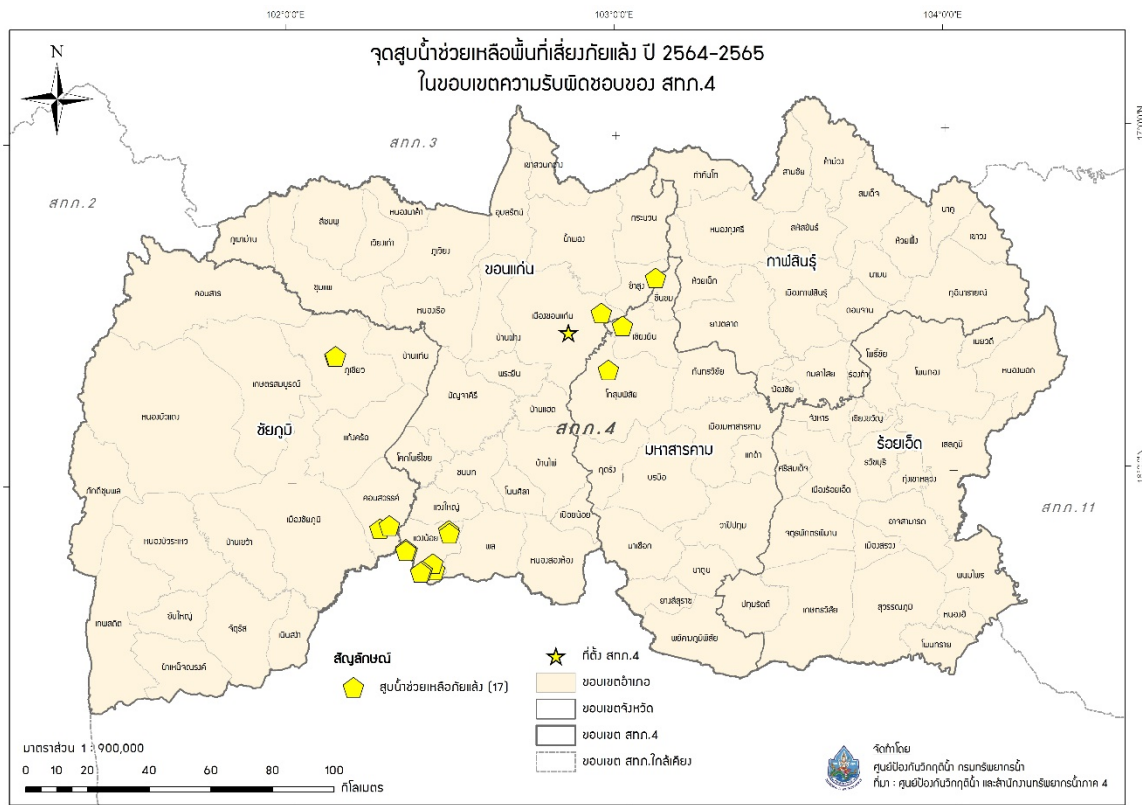 102°0'0"E
103°0'0"E
104°0'0"E
N
จุดสูบน้ำช่วยเหลือพื้นที่เสี่ยงภัยแล้ง ปี 2564-2565
ในขอบเขตความรับผิดชอบของ สทภ.4
สทภ.3
สทภ.2
เขาสวนกวาง
ท่าคันโท
สามชัย
คำม่วง
สมเด็จ
นาคู
เขาวง
ภูผาม่าน
สีชมพู
หนองนาคำ
เวียงเก่า
ภูเวียง
อุบลรัตน์
น้ำพอง
กระนวน
หนองกุงศรี
สหัสขันธ์
ห้วยผึ้ง
กุฉินารายณ์
ขอนแก่น
กาฬสินธุ์
คอนสาร
ชุมแพ
หนองเรือ
ซำสูง
ชื่นชม
ห้วยเม็ก
เมืองกาฬสินธุ์
นามน
ดอนจาน
เมืองขอนแก่น
บ้านฝาง
เชียงยืน
ยางตลาด
ภูเขียว
บ้านแท่น
พระยืน
กันทรวิชัย
ฆ้องชัย
กมลาไสย
ร่องคำ
โพธิ์ชัย
โพนทอง
เมยวดี
หนองพอก
เกษตรสมบูรณ์
หนองบัวแดง
มัญจาคีรี
บ้านแฮด
โกสุมพิสัย
เมืองมหาสารคาม
จังหาร
เชียงขวัญ
ชัยภูมิ
แก้งคร้อ
สทภ.4
มหาสารคาม
ร้อยเอ็ด
เสลภูมิ
โคกโพธิ์ไชย
ชนบท
บ้านไผ่
กุดรัง
บรบือ
แกดำ
ศรีสมเด็จ
ธวัชบุรี
ทุ่งเขาหลวง
ภักดีชุมพล
คอนสวรรค์
แวงใหญ่
โนนศิลา
เปือยน้อย
เมืองร้อยเอ็ด
สทภ.11
เมืองชัยภูมิ
หนองบัวระเหว
บ้านเขว้า
แวงน้อย
พล
หนองสองห้อง
นาเชือก
วาปีปทุม
จตุรพักตรพิมาน
อาจสามารถ
เมืองสรวง
นาดูน
พนมไพร
เทพสถิต
ซับใหญ่
จัตุรัส
เนินสง่า
ยางสีสุราช
ปทุมรัตต์
เกษตรวิสัย
สุวรรณภูมิ
หนองฮี
บำเหน็จณรงค์
พยัคฆภูมิพิสัย
โพนทราย
สัญลักษณ์
สูบน้ำช่วยเหลือภัยแล้ง (17)
ที่ตั้ง สทภ.4
ขอบเขตอำเภอ
ขอบเขตจังหวัด
ขอบเขต สทภ.4
ขอบเขต สทภ.ใกล้เคียง
มาตราส่วน 1 : 900,000
0 10 20 40 60 80 100
กิโลเมตร
จัดทำโดย
ศูนย์ป้องกันวิกฤติน้ำ กรมทรัพยากรน้ำ
ที่มา : ศูนย์ป้องกันวิกฤติน้ำ และสำนักงานทรัพยากรน้ำภาค 4